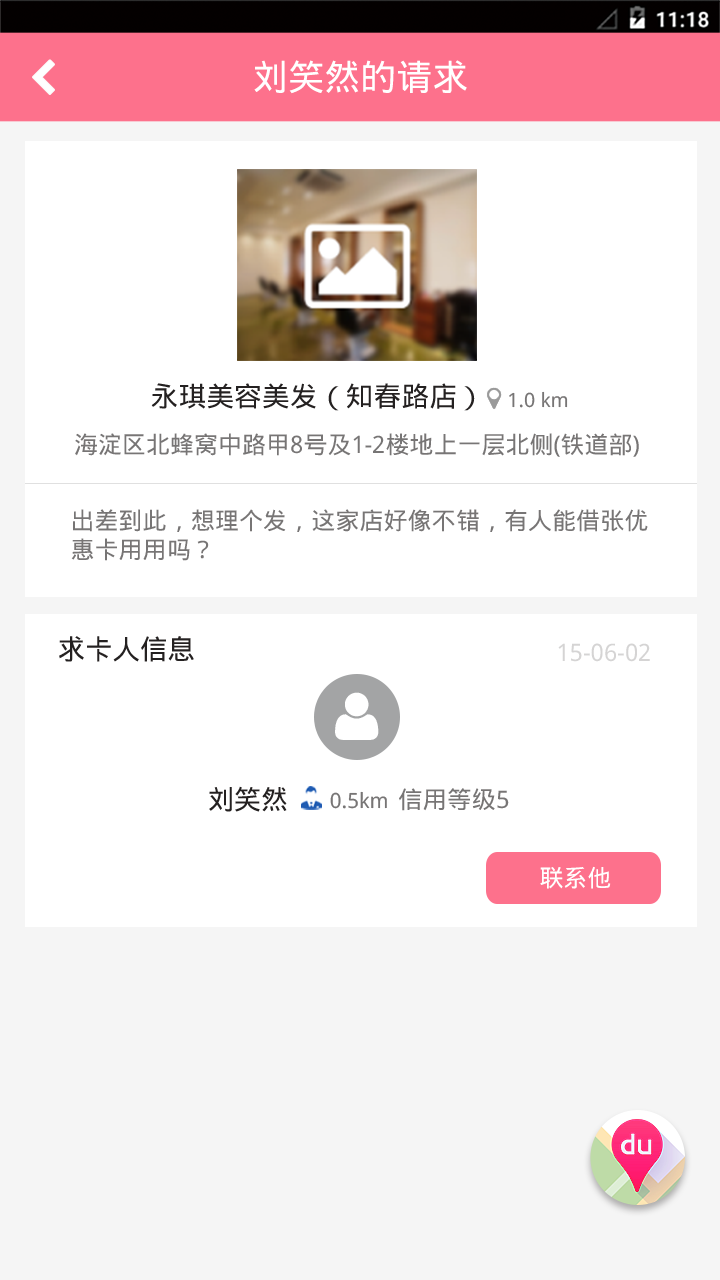 11:18
刘笑然的请求
永琪美容美发（知春路店） 1.0 km
海淀区北蜂窝中路甲8号及1-2楼地上一层北侧(铁道部)
出差到此，想理个发，这家店好像不错，有人能借张优
惠卡用用吗？
求卡人信息 15-06-02
刘笑然 0.5km 信用等级5
联系他
du